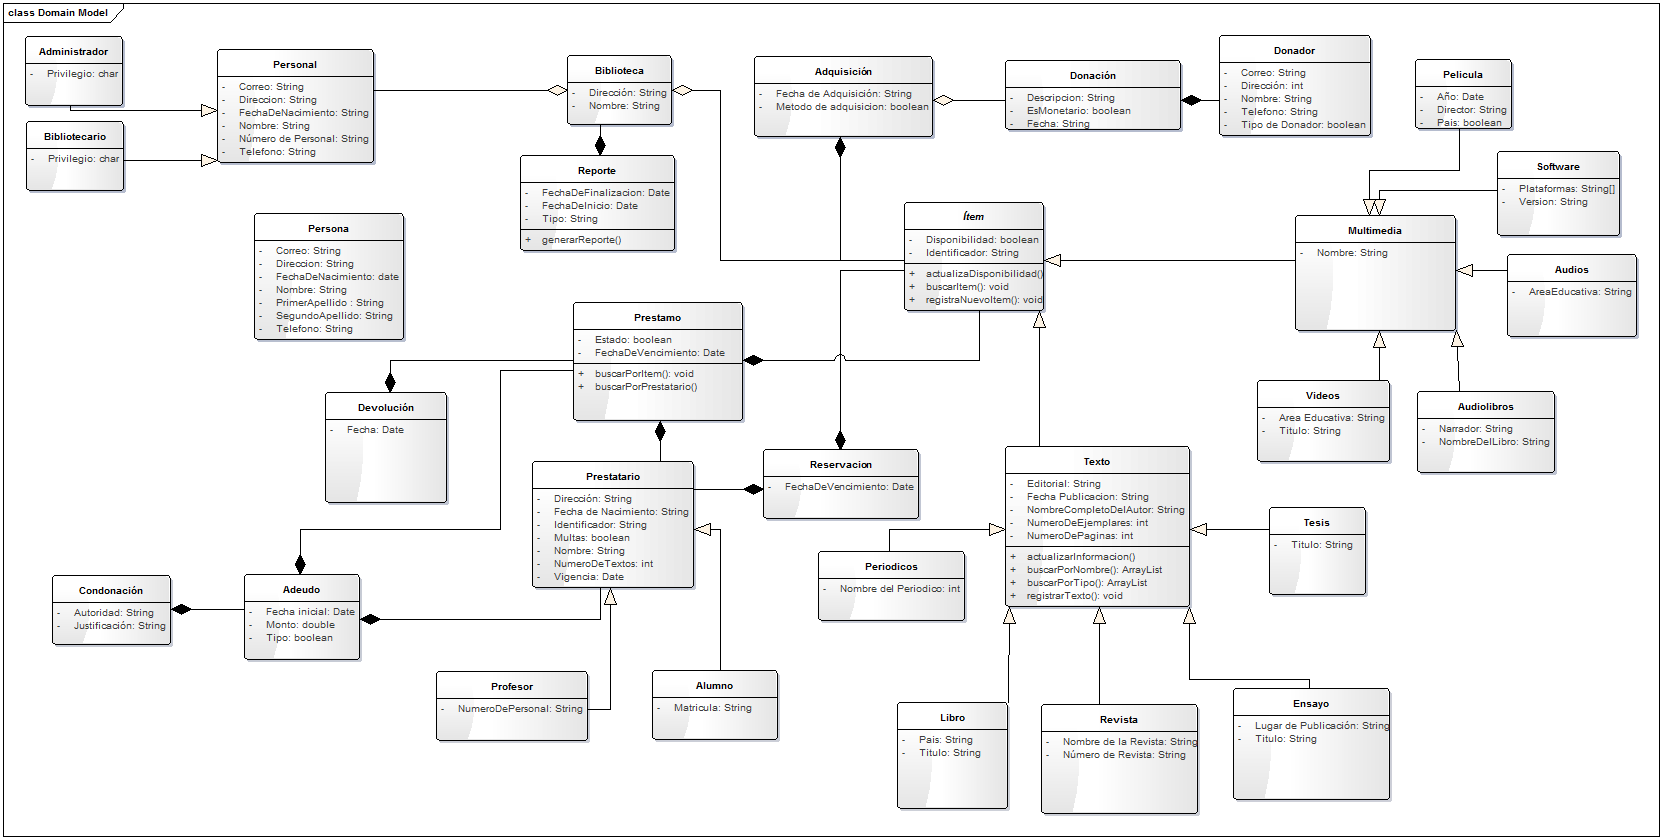 class Domain Model
Administrador
- Privilegio: char
Bibliotecario
- Privilegio: char
Personal
- Correo: String
- Direccion: String
- FechaDeNacimiento: String
- Nombre: String
- Número de Personal: String
- Telefono: String
Biblioteca
- Dirección: String
- Nombre: String
Reporte
- FechaDeFinalizacion: Date
- FechaDeInicio: Date
- Tipo: String
+ generarReporte()
Adquisición
- Fecha de Adquisición: String
- Metodo de adquisicion: boolean
Donación
- Descripcion: String
- EsMonetario: boolean
- Fecha: String
Donador
- Correo: String
- Dirección: int
- Nombre: String
- Telefono: String
- Tipo de Donador: boolean
Pelicula
- Año: Date
- Director: String
- Pais: boolean
Software
- Plataformas: String[]
- Version: String
Persona
- Correo: String
- Direccion: String
- FechaDeNacimiento: date
- Nombre: String
- PrimerApellido : String
- SegundoApellido: String
- Telefono: String
Ítem
- Disponibilidad: boolean
- Identificador: String
+ actualizaDisponibilidad()
+ buscarItem(): void
+ registraNuevoItem(): void
Multimedia
- Nombre: String
Audios
- AreaEducativa: String
Prestamo
- Estado: boolean
- FechaDeVencimiento: Date
+ buscarPorItem(): void
+ buscarPorPrestatario()
Devolución
- Fecha: Date
Videos
- Area Educativa: String
- Titulo: String
Audiolibros
- Narrador: String
- NombreDelLibro: String
Prestatario
- Dirección: String
- Fecha de Nacimiento: String
- Identificador: String
- Multas: boolean
- Nombre: String
- NumeroDeTextos: int
- Vigencia: Date
Reservacion
- FechaDeVencimiento: Date
Texto
- Editorial: String
- Fecha Publicacion: String
- NombreCompletoDelAutor: String
- NumeroDeEjemplares: int
- NumeroDePaginas: int
+ actualizarInformacion()
+ buscarPorNombre(): ArrayList
+ buscarPorTipo(): ArrayList
+ registrarTexto(): void
Tesis
- Titulo: String
Periodicos
- Nombre del Periodico: int
Condonación
- Autoridad: String
- Justificación: String
Adeudo
- Fecha inicial: Date
- Monto: double
- Tipo: boolean
Profesor
- NumeroDePersonal: String
Alumno
- Matricula: String
Libro
- Pais: String
- Titulo: String
Revista
- Nombre de la Revista: String
- Número de Revista: String
Ensayo
- Lugar de Publicación: String
- Titulo: String